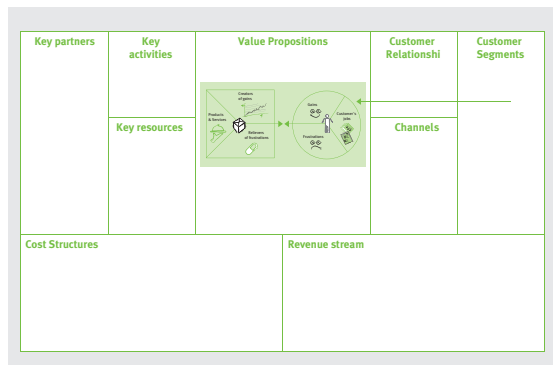 Key partners
Key
activities
Value Propositions
Customer
Relationshi
Customer
Segments
Creators
of gains
Products
& Services
Relievers
of frustrations
Gains
Customer's
jobs
Frustrations
Key resources
Channels
Cost Structures
Revenue stream